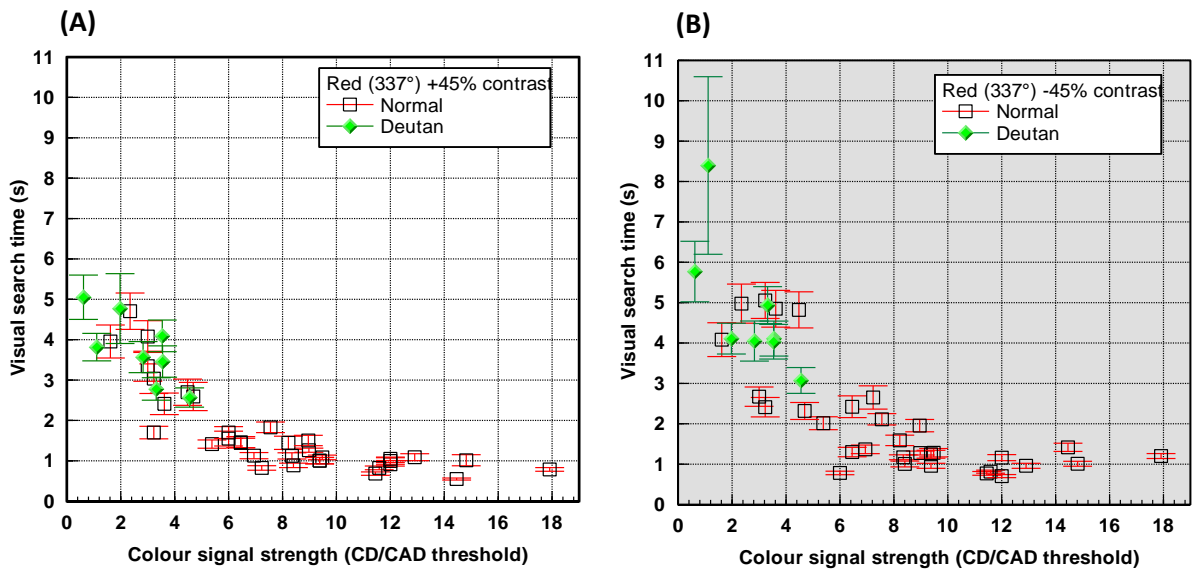 (A)
Visual search time (s)
11
10
9
8
7
6
5
4
3
2
1
0
Red (337°) +45% contrast
Normal
Deutan
0 2 4 6 8 10 12 14 16 18
Colour signal strength (CD/CAD threshold)
(B)
Visual search time (s)
11
10
9
8
7
6
5
4
3
2
1
0
Red (337°) -45% contrast
Normal
Deutan
0 2 4 6 8 10 12 14 16 18
Colour signal strength (CD/CAD threshold)